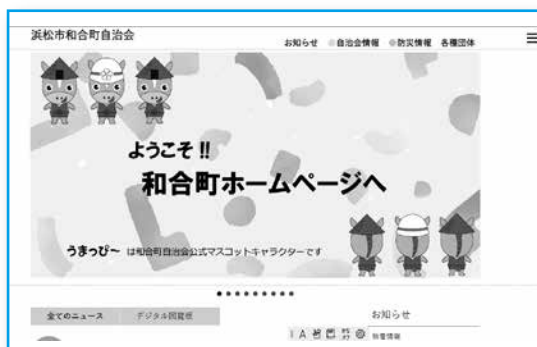 浜松市和合町自治会
お知らせ 自治会情報 防災情報 各種団体
ようこそ !!
和合町ホームページへ
うまっぴ〜 は和合町自治会公式マスコットキャラクターです
全てのニュース デジタル回覧板
お知らせ
新着情報